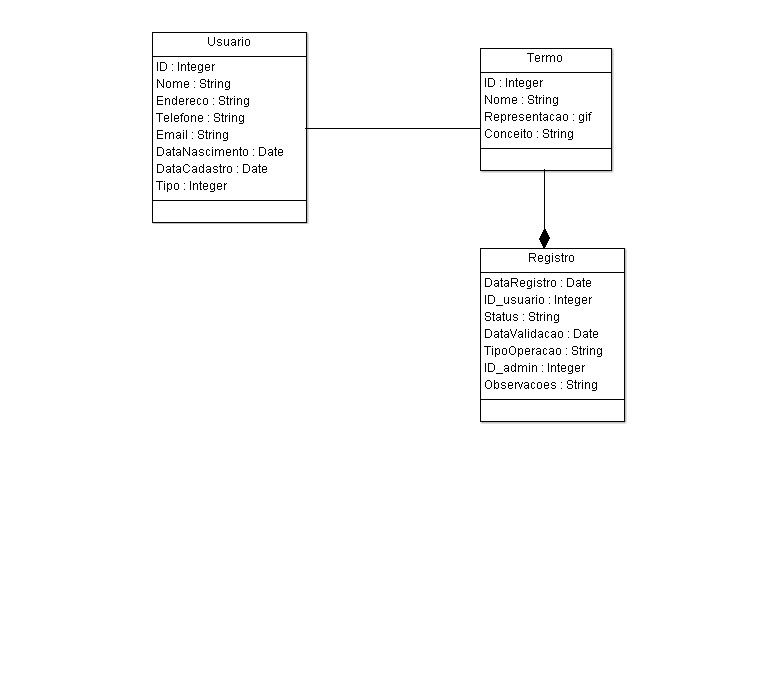 Usuario
ID : Integer
Nome : String
Endereco : String
Telefone : String
Email : String
DataNascimento : Date
DataCadastro : Date
Tipo : Integer
Termo
ID : Integer
Nome : String
Representacao : gif
Conceito : String
Registro
DataRegistro : Date
ID_usuario : Integer
Status : String
DataValidacao : Date
TipoOperacao : String
ID_admin : Integer
Observacoes : String